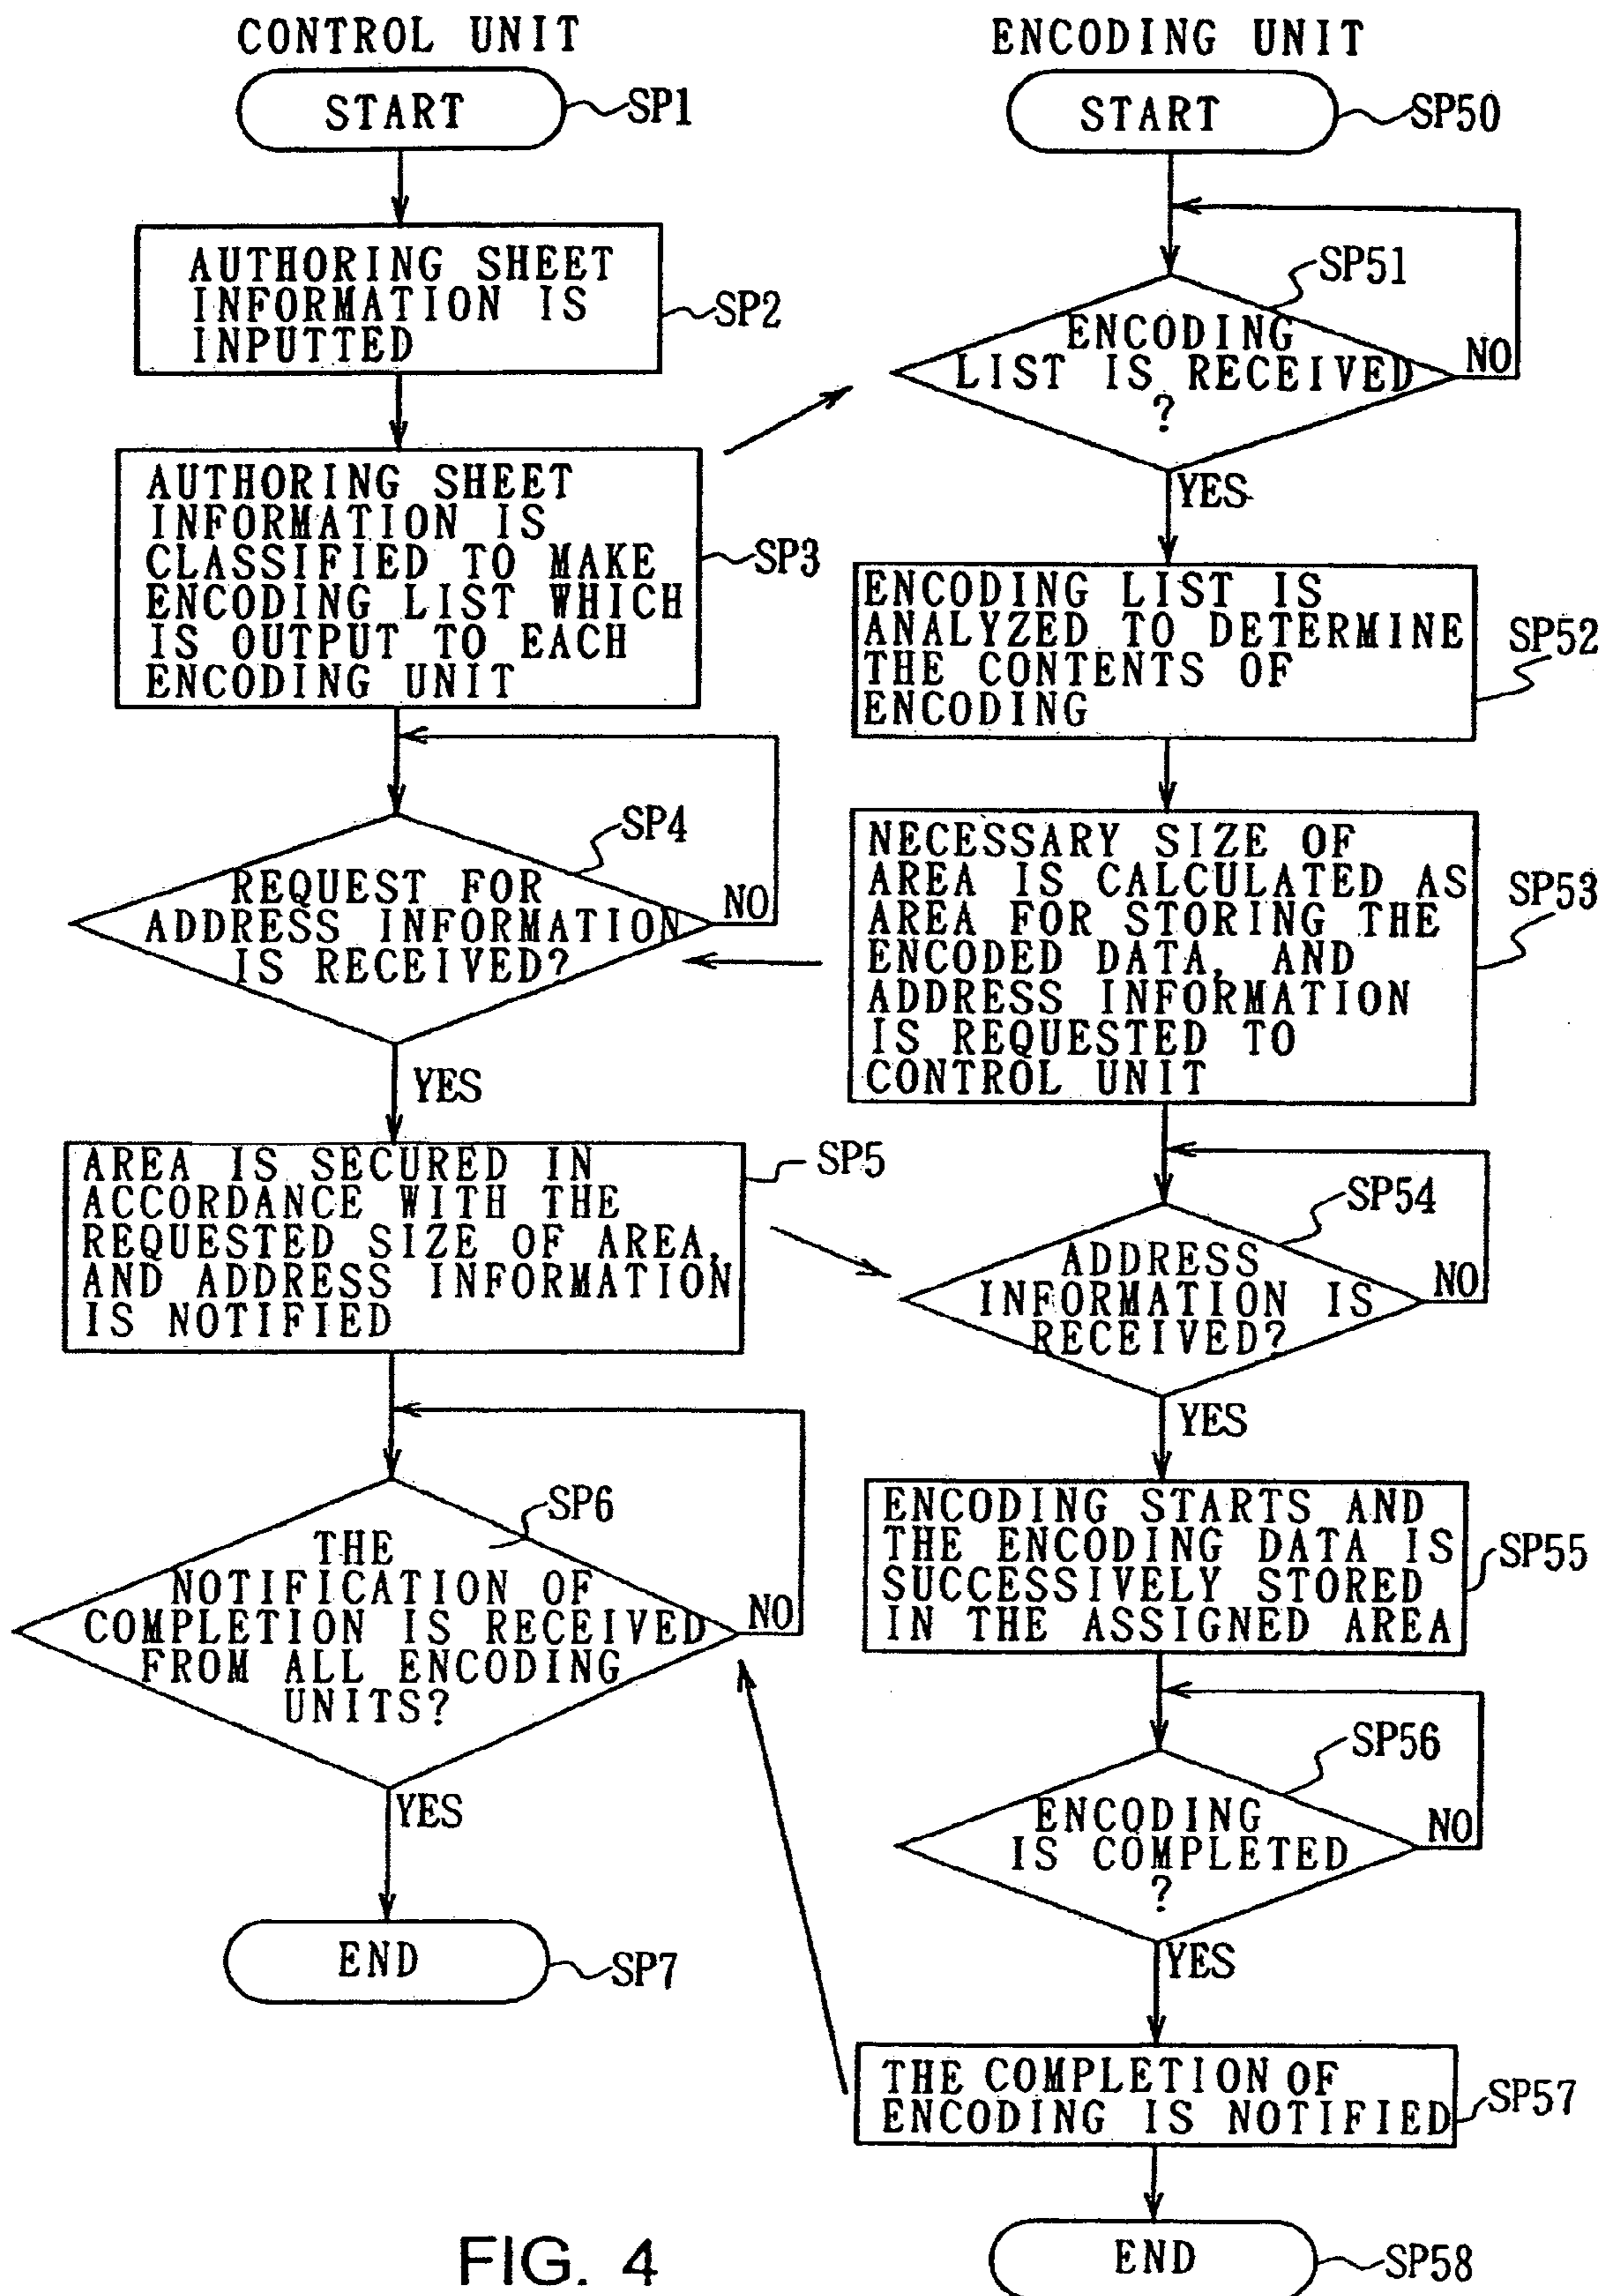 CONTROL UNIT
START
SP1
AUTHORING SHEET
INFORMATION IS
INPUTTED
SP2
AUTHORING SHEET
INFORMATION IS
CLASSIFIED TO MAKE
ENCODING LIST WHICH
IS OUTPUT TO EACH
ENCODING UNIT
SP3
SP4
REQUEST FOR
ADDRESS INFORMATION
IS RECEIVED?
NO
YES
AREA IS SECURED IN
ACCORDANCE WITH THE
REQUESTED SIZE OF AREA,
AND ADDRESS INFORMATION
IS NOTIFIED
SP5
SP6
THE
NOTIFICATION OF
COMPLETION IS RECEIVED
FROM ALL ENCODING
UNITS?
NO
YES
END
SP7
ENCODING UNIT
START
SP50
SP51
ENCODING
LIST IS RECEIVED
?
NO
YES
ENCODING LIST IS
ANALYZED TO DETERMINE
THE CONTENTS OF
ENCODING
SP52
NECESSARY SIZE OF
AREA IS CALCULATED AS
AREA FOR STORING THE
ENCODED DATA, AND
ADDRESS INFORMATION
IS REQUESTED TO
CONTROL UNIT
SP53
SP54
ADDRESS
INFORMATION IS
RECEIVED?
NO
YES
ENCODING STARTS AND
THE ENCODING DATA IS
SUCCESSIVELY STORED
IN THE ASSIGNED AREA
SP55
SP56
ENCODING
IS COMPLETED
?
NO
YES
THE COMPLETION OF
ENCODING IS NOTIFIED
SP57
END
SP58
FIG. 4